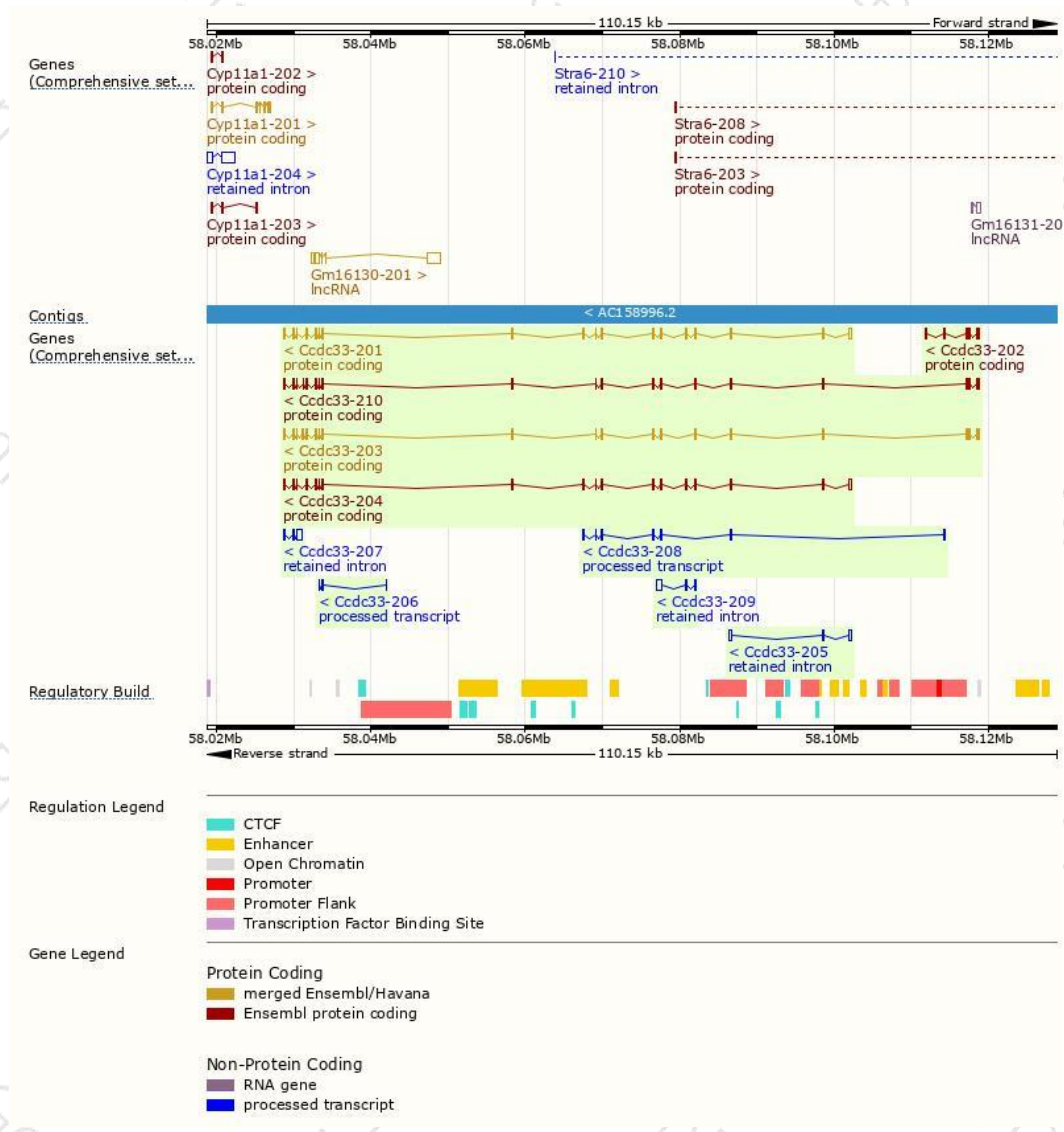 110.15 kb Forward strand
58.02Mb 58.04Mb 58.06Mb 58.08Mb 58.10Mb 58.12Mb
Genes
(Comprehensive set...
Cyp11a1-202 >
protein coding
Stra6-210 >
retained intron
Cyp11a1-201 >
protein coding
Stra6-208 >
protein coding
Cyp11a1-204 >
retained intron
Stra6-203 >
protein coding
Cyp11a1-203 >
protein coding
Gm16131-20
lncRNA
Gm16130-201 >
lncRNA
Contigs
< AC158996.2
Genes
(Comprehensive set...
< Ccdc33-201
protein coding
< Ccdc33-202
protein coding
< Ccdc33-210
protein coding
< Ccdc33-203
protein coding
< Ccdc33-204
protein coding
< Ccdc33-207
retained intron
< Ccdc33-208
processed transcript
< Ccdc33-206
processed transcript
< Ccdc33-209
retained intron
< Ccdc33-205
retained intron
Regulatory Build
58.02Mb 58.04Mb 58.06Mb 58.08Mb 58.10Mb 58.12Mb
Reverse strand 110.15 kb
Regulation Legend
CTCF
Enhancer
Open Chromatin
Promoter
Promoter Flank
Transcription Factor Binding Site
Gene Legend
Protein Coding
merged Ensembl/Havana
Ensembl protein coding
Non-Protein Coding
RNA gene
processed transcript